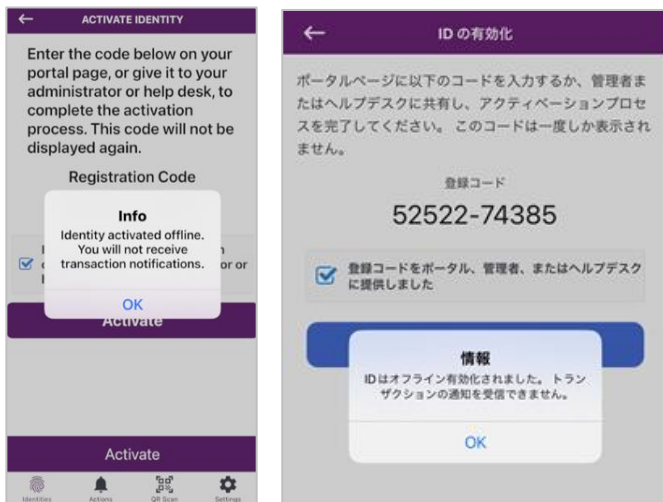 ACTIVATE IDENTITY
Enter the code below on your
portal page, or give it to your
administrator or help desk, to
complete the activation
process. This code will not be
displayed again.
Registration Code
Info
Identity activated offline.
You will not receive
transaction notifications.
or or
OK
Activate
Activate
Identities
Actions
QR Scan
Settings
ID の有効化
ポータルページに以下のコードを入力するか、管理者ま
たはヘルプデスクに共有し、アクティベーションプロセ
スを完了してください。 このコードは一度しか表示され
ません。
登録コード
52522-74385
登録コードをポータル、管理者、またはヘルプデスク
に提供しました
情報
IDはオフライン有効化されました。 トラン
ザクションの通知を受信できません。
OK